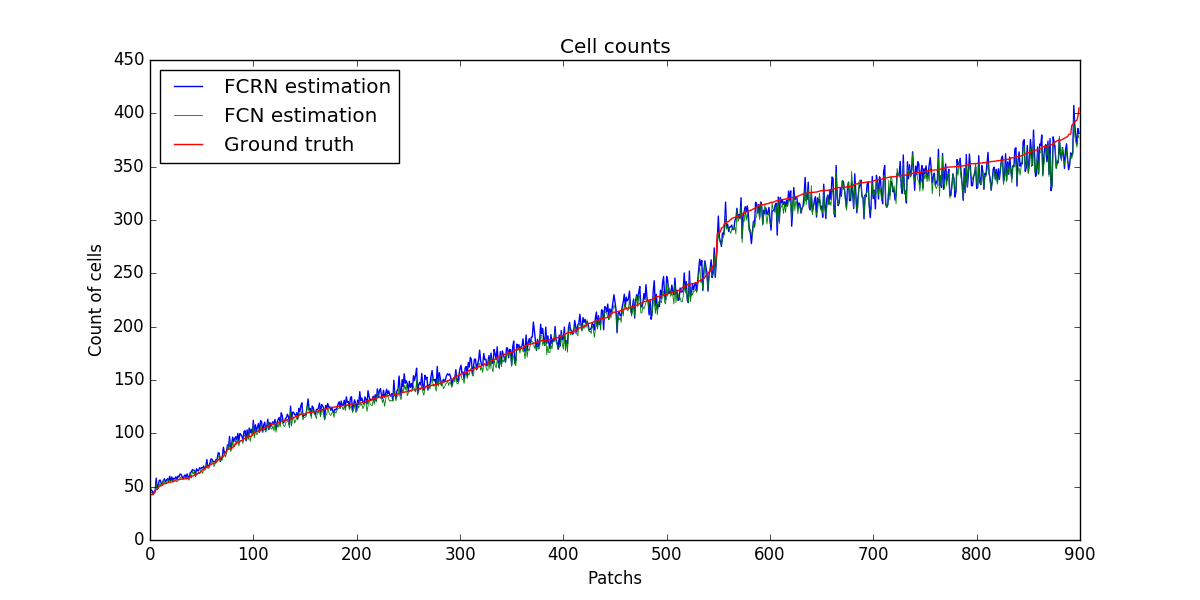 Cell counts
450
400
350
300
250
200
150
100
50
0
FCRN estimation
FCN estimation
Ground truth
Count of cells
0 100 200 300 400 500 600 700 800 900
Patchs